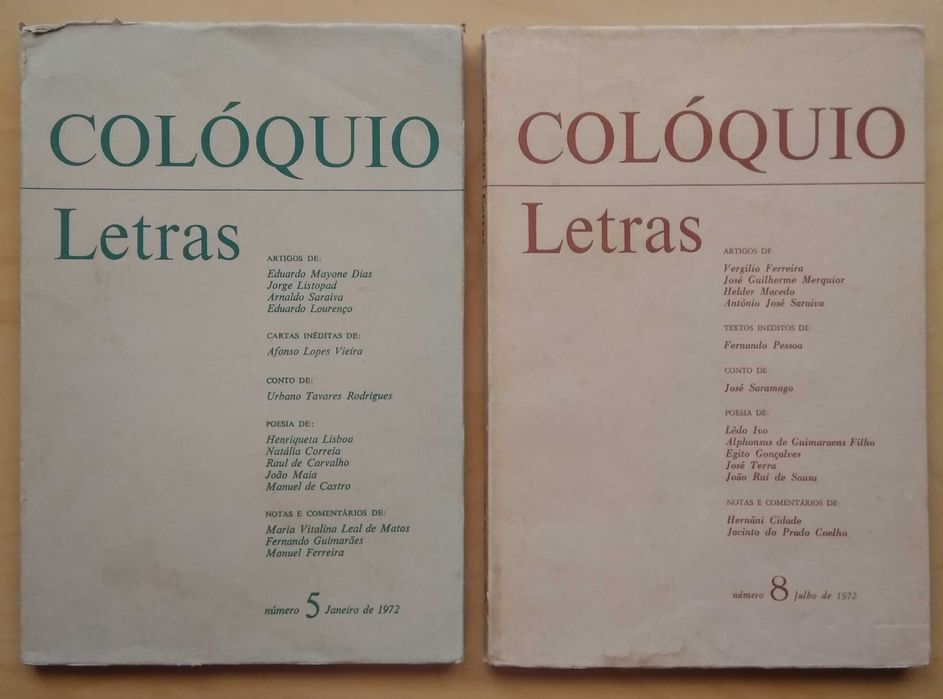 COLÓQUIO
Letras
ARTIGOS DE:
Eduardo Mayone Dias
Jorge Listopad
Arnaldo Saraiva
Eduardo Lourenço
CARTAS INÉDITAS DE:
Afonso Lopes Vieira
CONTO DE:
Urbano Tavares Rodrigues
POESIA DE:
Henriqueta Lisboa
Natália Correia
Raul de Carvalho
João Maia
Manuel de Castro
NOTAS E COMENTÁRIOS DE:
Maria Vitalina Leal de Matos
Fernando Guimarães
Manuel Ferreira
número 5 Janeiro de 1972
COLÓQUIO
Letras
ARTIGOS DE:
Vergílio Ferreira
José Guilherme Merquior
Helder Macedo
António José Saraiva
TEXTOS INÉDITOS DE:
Fernando Pessoa
CONTO DE:
José Saramago
POESIA DE:
Lêdo Ivo
Alphonsus de Guimaraens Filho
Egito Gonçalves
José Terra
João Rui de Sousa
NOTAS E COMENTÁRIOS DE:
Hernâni Cidade
Jacinto do Prado Coelho
número 8 Julho de 1972